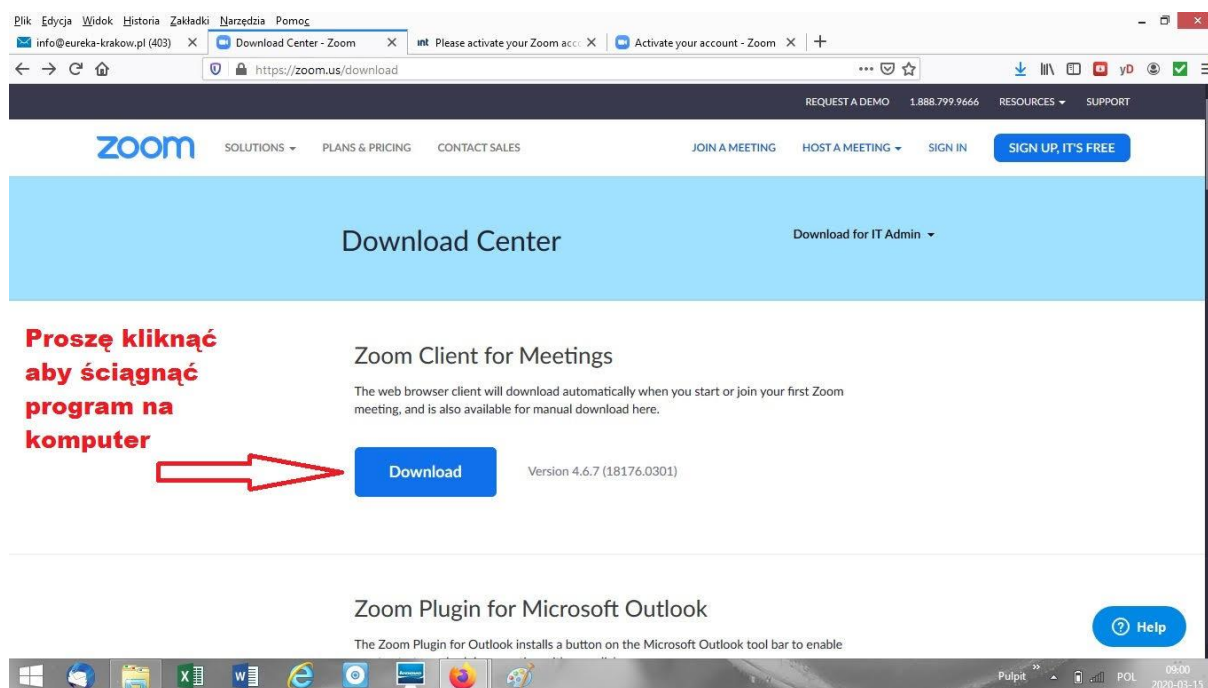 Plik Edycja Widok Historia Zakładki Narzędzia Pomoc
info@eureka-krakow.pl (403) Download Center - Zoom int Please activate your Zoom acc Activate your account - Zoom
https://zoom.us/download
REQUEST A DEMO 1.888.799.9666 RESOURCES SUPPORT
zoom SOLUTIONS PLANS & PRICING CONTACT SALES JOIN A MEETING HOST A MEETING SIGN IN SIGN UP, IT'S FREE
Download Center
Download for IT Admin
Proszę kliknąć
aby ściągnąć
program na
komputer
Zoom Client for Meetings
The web browser client will download automatically when you start or join your first Zoom
meeting, and is also available for manual download here.
Download Version 4.6.7 (18176.0301)
Zoom Plugin for Microsoft Outlook
The Zoom Plugin for Outlook installs a button on the Microsoft Outlook tool bar to enable
Help
Pulpit POL 09:00
2020-03-15